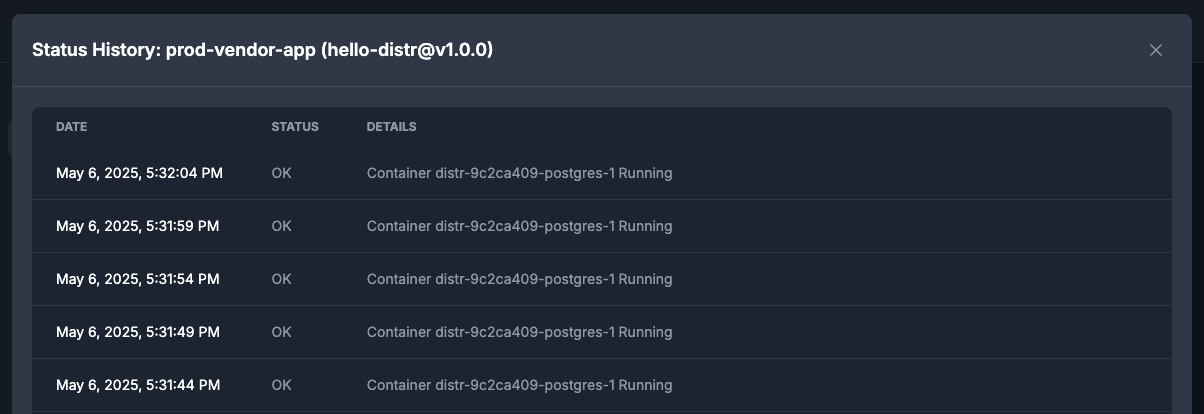 Status History: prod-vendor-app (hello-distr@v1.0.0)
DATE STATUS DETAILS
May 6, 2025, 5:32:04 PM OK Container distr-9c2ca409-postgres-1 Running
May 6, 2025, 5:31:59 PM OK Container distr-9c2ca409-postgres-1 Running
May 6, 2025, 5:31:54 PM OK Container distr-9c2ca409-postgres-1 Running
May 6, 2025, 5:31:49 PM OK Container distr-9c2ca409-postgres-1 Running
May 6, 2025, 5:31:44 PM OK Container distr-9c2ca409-postgres-1 Running